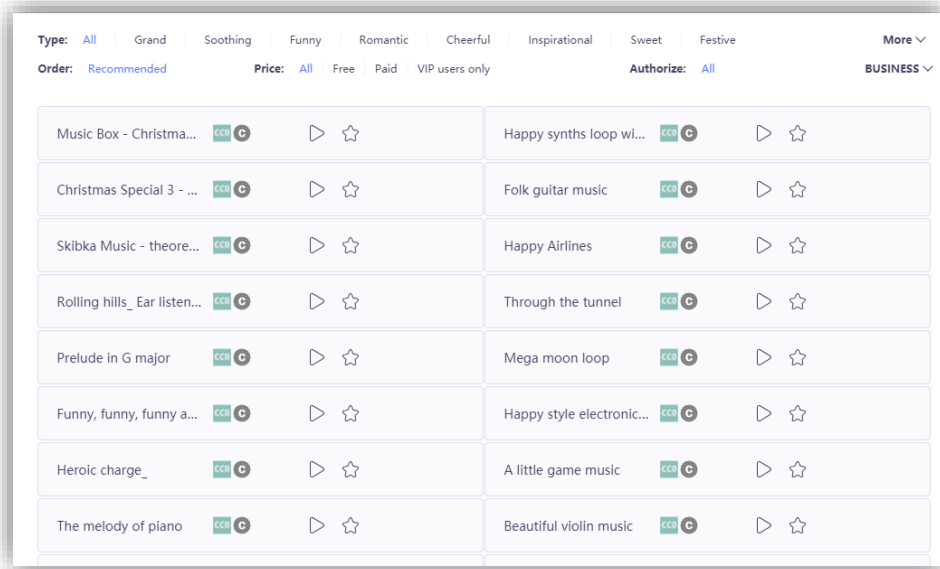 Type: All Grand Soothing Funny Romantic Cheerful Inspirational Sweet Festive More
Order: Recommended Price: All Free Paid VIP users only Authorize: All BUSINESS
Music Box - Christma... CC0 C Happy synths loop wi... CC0 C
Christmas Special 3 - ... CC0 C Folk guitar music CC0 C
Skibka Music - theore... CC0 C Happy Airlines CC0 C
Rolling hills_ Ear listen... CC0 C Through the tunnel CC0 C
Prelude in G major CC0 C Mega moon loop CC0 C
Funny, funny, funny a... CC0 C Happy style electronic... CC0 C
Heroic charge_ CC0 C A little game music CC0 C
The melody of piano CC0 C Beautiful violin music CC0 C